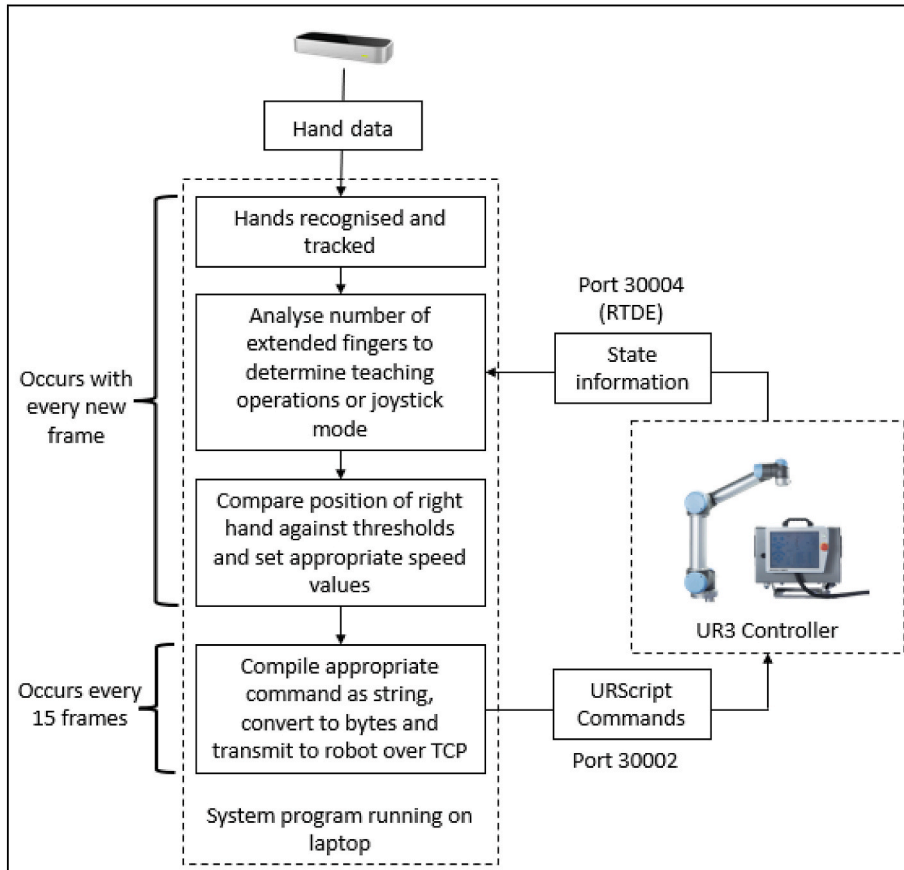 Hand data
Hands recognised and
tracked
Analyse number of
extended fingers to
determine teaching
operations or joystick
mode
Compare position of right
hand against thresholds
and set appropriate speed
values
Compile appropriate
command as string,
convert to bytes and
transmit to robot over TCP
System program running on
laptop
Occurs with
every new
frame
Occurs every
15 frames
Port 30004
(RTDE)
State
information
UR3 Controller
URScript
Commands
Port 30002